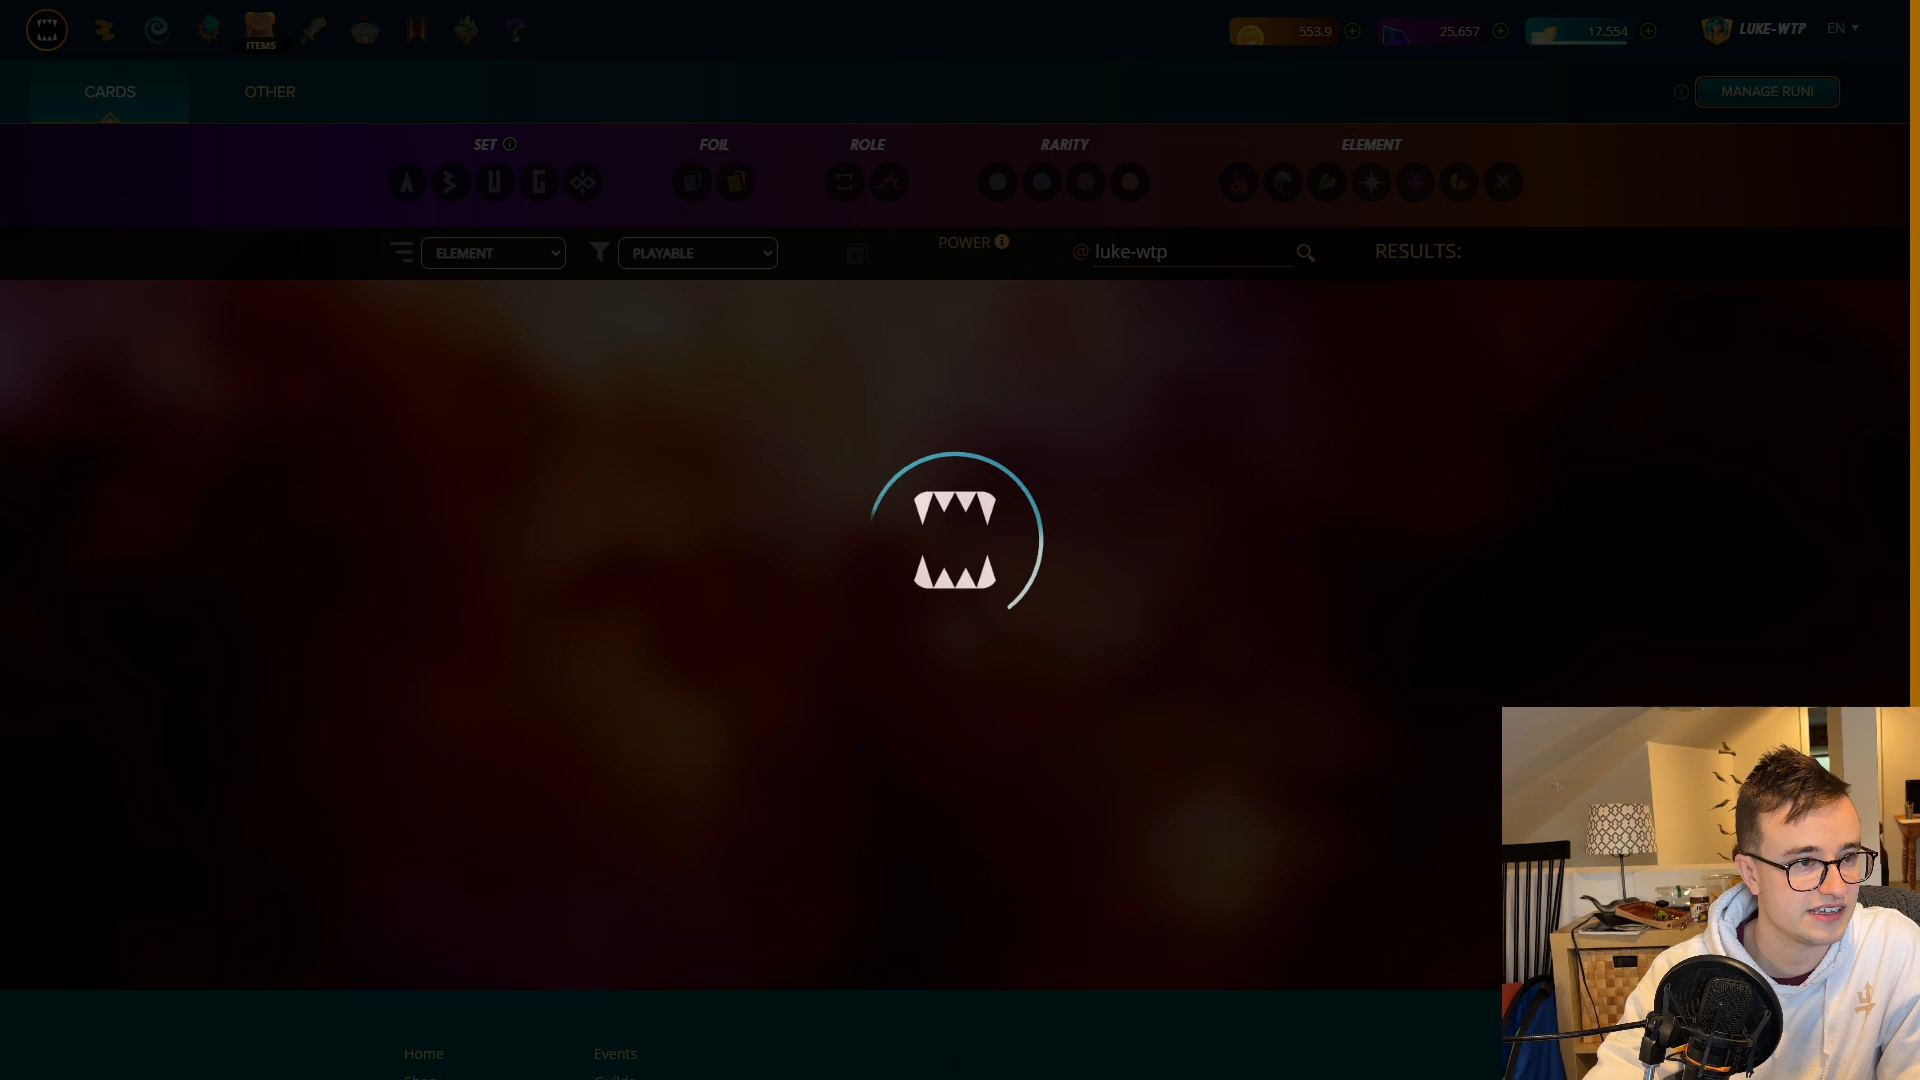 ITEMS
553.9
25,657
17.554
LUKE-WTP
EN
CARDS
OTHER
MANAGE RUNI
SET
FOIL
ROLE
RARITY
ELEMENT
ELEMENT
PLAYABLE
POWER
@ luke-wtp
RESULTS:
Home
Events